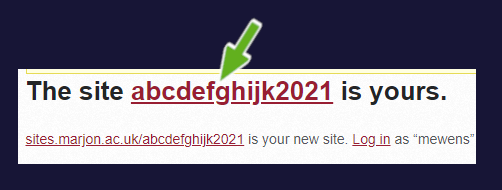 The site abcdefghijk2021 is yours.
sites.marjon.ac.uk/abcdefghijk2021 is your new site. Log in as “mewens”